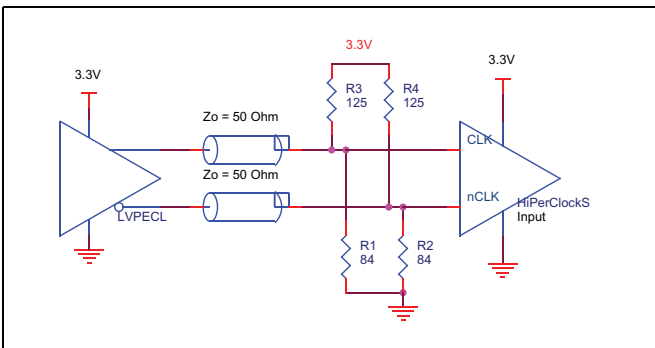 3.3V
3.3V
3.3V
R3
125
R4
125
Zo = 50 Ohm
CLK
Zo = 50 Ohm
nCLK
LVPECL
HiPerClockS
Input
R1
84
R2
84